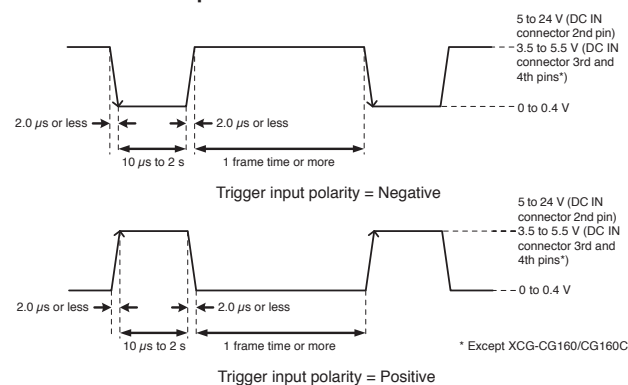 5 to 24 V (DC IN
connector 2nd pin)
3.5 to 5.5 V (DC IN
connector 3rd and
4th pins*)
0 to 0.4 V
2.0 µs or less
2.0 µs or less
10 µs to 2 s
1 frame time or more
Trigger input polarity = Negative
5 to 24 V (DC IN
connector 2nd pin)
3.5 to 5.5 V (DC IN
connector 3rd and
4th pins*)
0 to 0.4 V
2.0 µs or less
2.0 µs or less
10 µs to 2 s
1 frame time or more
* Except XCG-CG160/CG160C
Trigger input polarity = Positive